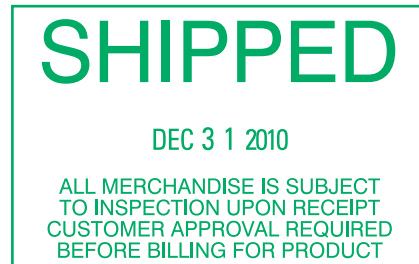 SHIPPED
DEC 3 1 2010
ALL MERCHANDISE IS SUBJECT
TO INSPECTION UPON RECEIPT
CUSTOMER APPROVAL REQUIRED
BEFORE BILLING FOR PRODUCT